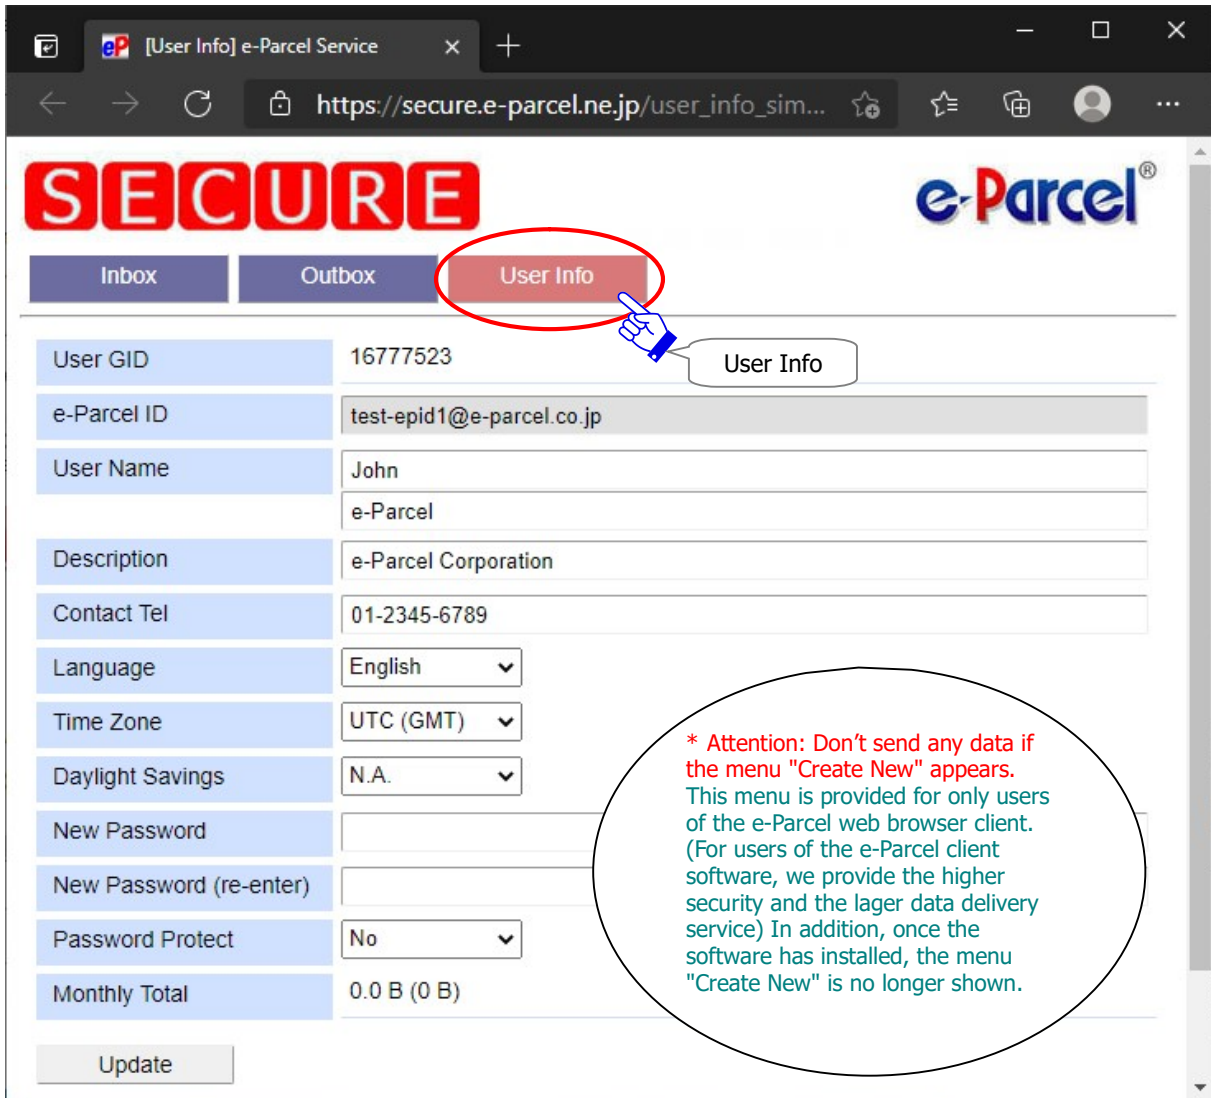 eP [User Info] e-Parcel Service
https://secure.e-parcel.ne.jp/user_info_sim...
SECURE
e-Parcel®
Inbox
Outbox
User Info
User Info
User GID
16777523
e-Parcel ID
test-epid1@e-parcel.co.jp
User Name
John
e-Parcel
Description
e-Parcel Corporation
Contact Tel
01-2345-6789
Language
English
Time Zone
UTC (GMT)
Daylight Savings
N.A.
New Password
New Password (re-enter)
Password Protect
No
Monthly Total
0.0 B (0 B)
Update
* Attention: Don’t send any data if
the menu "Create New" appears.
This menu is provided for only users
of the e-Parcel web browser client.
(For users of the e-Parcel client
software, we provide the higher
security and the lager data delivery
service) In addition, once the
software has installed, the menu
"Create New" is no longer shown.